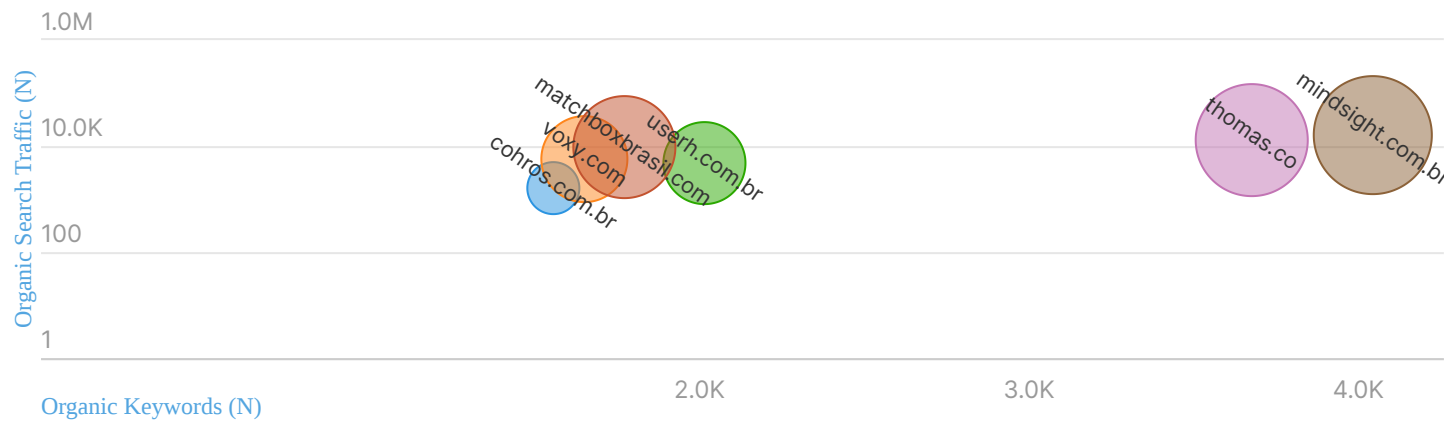 1.0M
10.0K
100
1
Organic Search Traffic (N)
matchboxbrasil.com
voxy.com
cohros.com.br
userh.com.br
thomas.co
mindsight.com.br
2.0K
3.0K
4.0K
Organic Keywords (N)